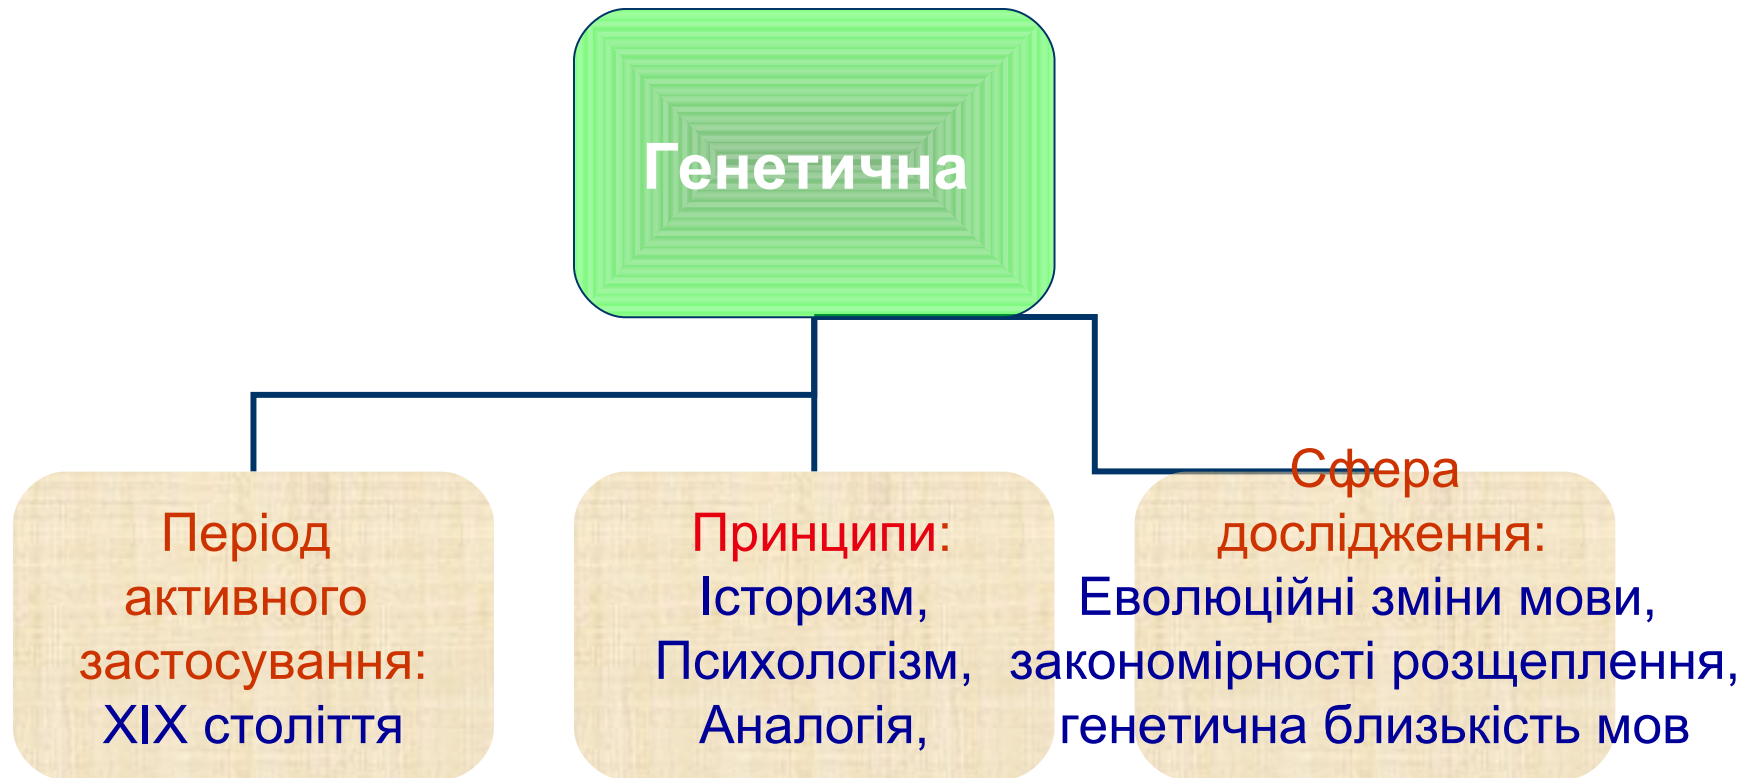 Генетична
Період
активного
застосування:
ХІХ століття
Принципи:
Історизм,
Психологізм,
Аналогія,
Сфера
дослідження:
Еволюційні зміни мови,
закономірності розщеплення,
генетична близькість мов